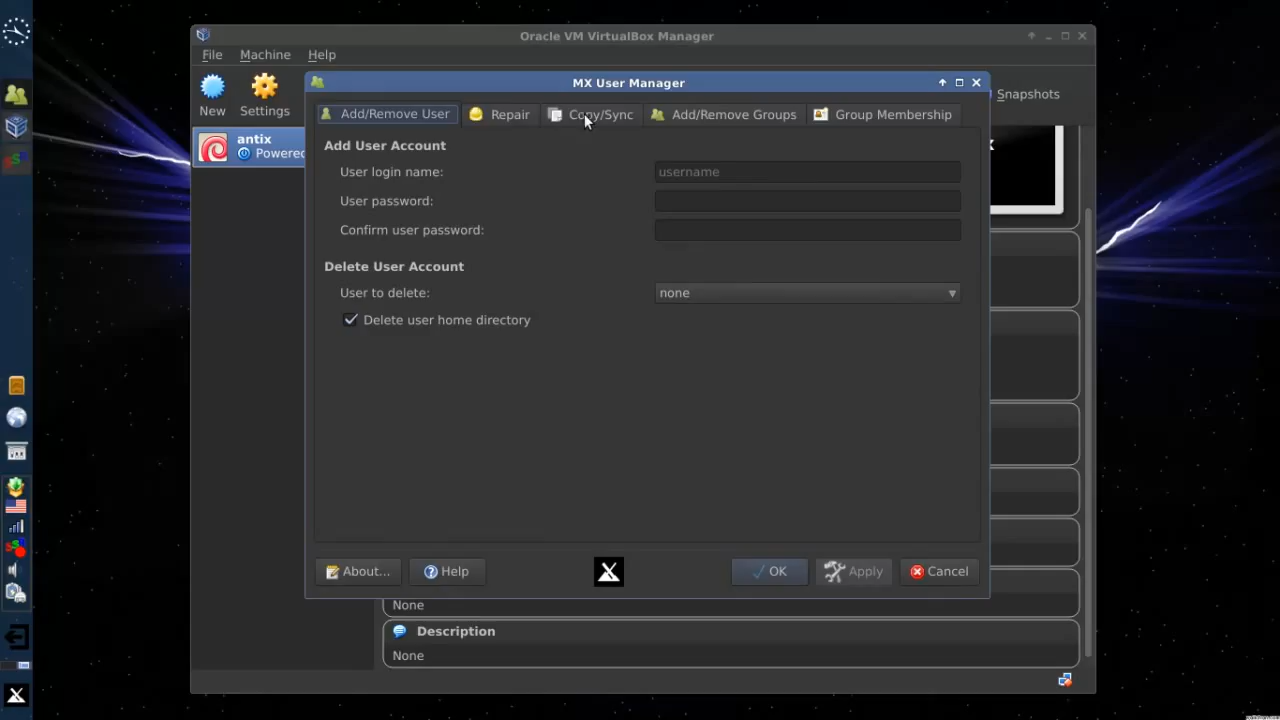 Oracle VM VirtualBox Manager
File Machine Help
New Settings
Snapshots
antix
Powered
MX User Manager
Add/Remove User Repair Copy/Sync Add/Remove Groups Group Membership
Add User Account
User login name: username
User password:
Confirm user password:
Delete User Account
User to delete: none
Delete user home directory
About... Help OK Apply Cancel
None
Description
None